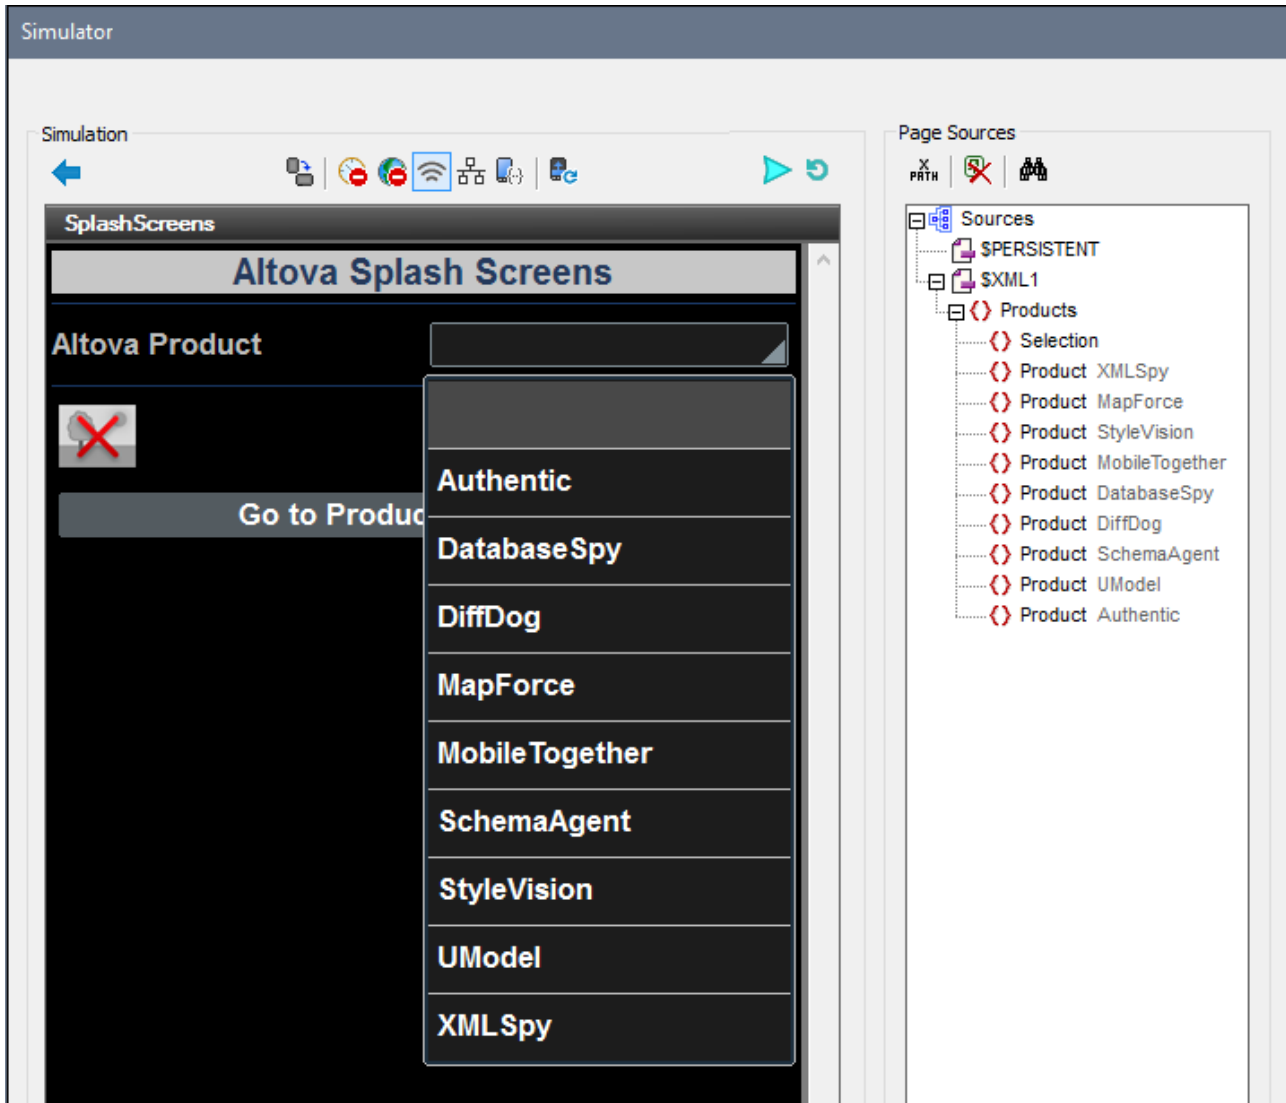 Simulator
Simulation
SplashScreens
Altova Splash Screens
Altova Product
Go to Produc
Authentic
DatabaseSpy
DiffDog
MapForce
MobileTogether
SchemaAgent
StyleVision
UModel
XMLSpy
Page Sources
X
PATH
Sources
$PERSISTENT
$XML1
Products
Selection
Product XMLSpy
Product MapForce
Product StyleVision
Product MobileTogether
Product DatabaseSpy
Product DiffDog
Product SchemaAgent
Product UModel
Product Authentic